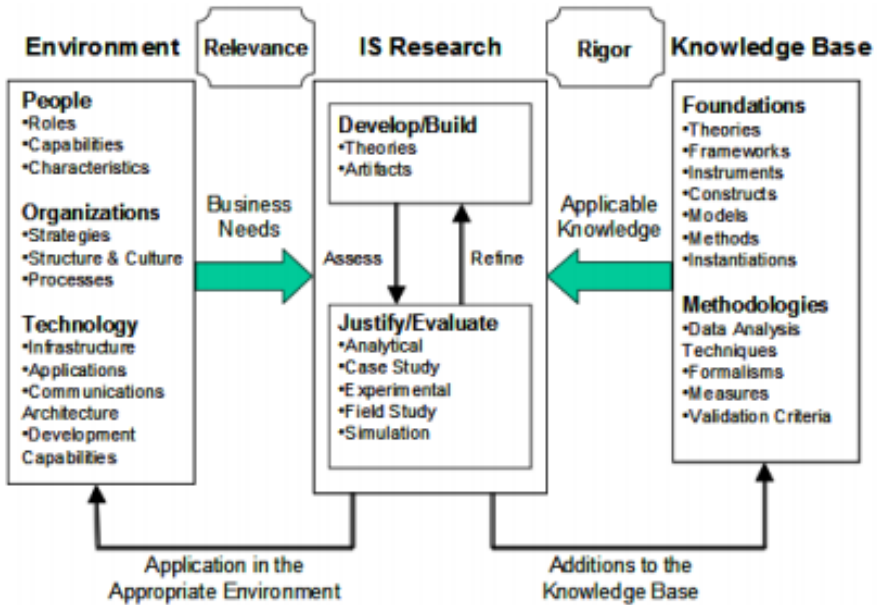 Environment
Relevance
IS Research
Rigor
Knowledge Base
People
•Roles
•Capabilities
•Characteristics
Organizations
•Strategies
•Structure & Culture
•Processes
Technology
•Infrastructure
•Applications
•Communications
Architecture
•Development
Capabilities
Business
Needs
Develop/Build
•Theories
•Artifacts
Assess
Refine
Justify/Evaluate
•Analytical
•Case Study
•Experimental
•Field Study
•Simulation
Applicable
Knowledge
Foundations
•Theories
•Frameworks
•Instruments
•Constructs
•Models
•Methods
•Instantiations
Methodologies
•Data Analysis
Techniques
•Formalisms
•Measures
•Validation Criteria
Application in the
Appropriate Environment
Additions to the
Knowledge Base